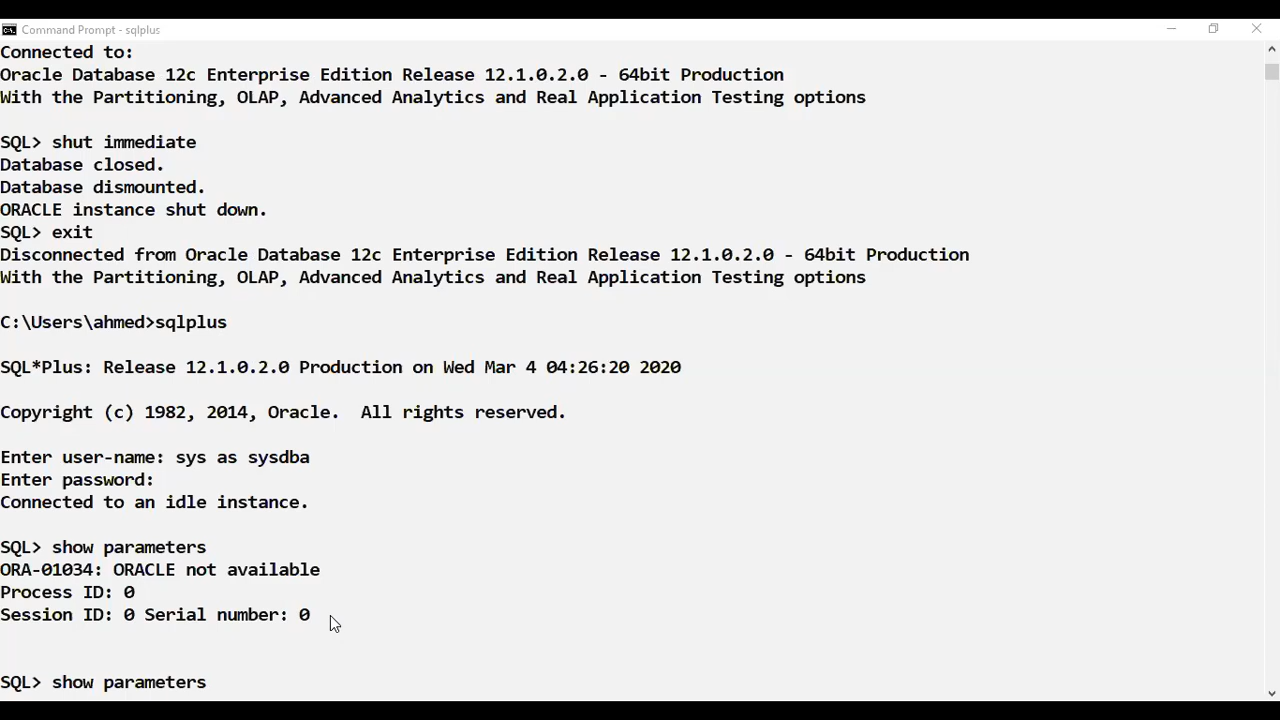 Command Prompt - sqlplus
Connected to:
Oracle Database 12c Enterprise Edition Release 12.1.0.2.0 - 64bit Production
With the Partitioning, OLAP, Advanced Analytics and Real Application Testing options
SQL> shut immediate
Database closed.
Database dismounted.
ORACLE instance shut down.
SQL> exit
Disconnected from Oracle Database 12c Enterprise Edition Release 12.1.0.2.0 - 64bit Production
With the Partitioning, OLAP, Advanced Analytics and Real Application Testing options
C:\Users\ahmed>sqlplus
SQL*Plus: Release 12.1.0.2.0 Production on Wed Mar 4 04:26:20 2020
Copyright (c) 1982, 2014, Oracle.  All rights reserved.
Enter user-name: sys as sysdba
Enter password:
Connected to an idle instance.
SQL> show parameters
ORA-01034: ORACLE not available
Process ID: 0
Session ID: 0 Serial number: 0
SQL> show parameters